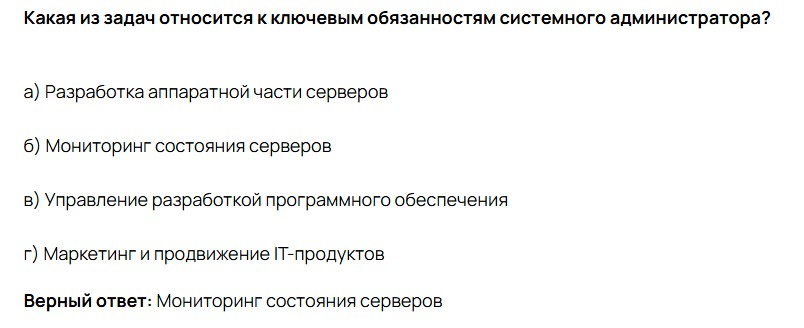 Какая из задач относится к ключевым обязанностям системного администратора?
а) Разработка аппаратной части серверов
б) Мониторинг состояния серверов
в) Управление разработкой программного обеспечения
г) Маркетинг и продвижение IT-продуктов
Верный ответ: Мониторинг состояния серверов